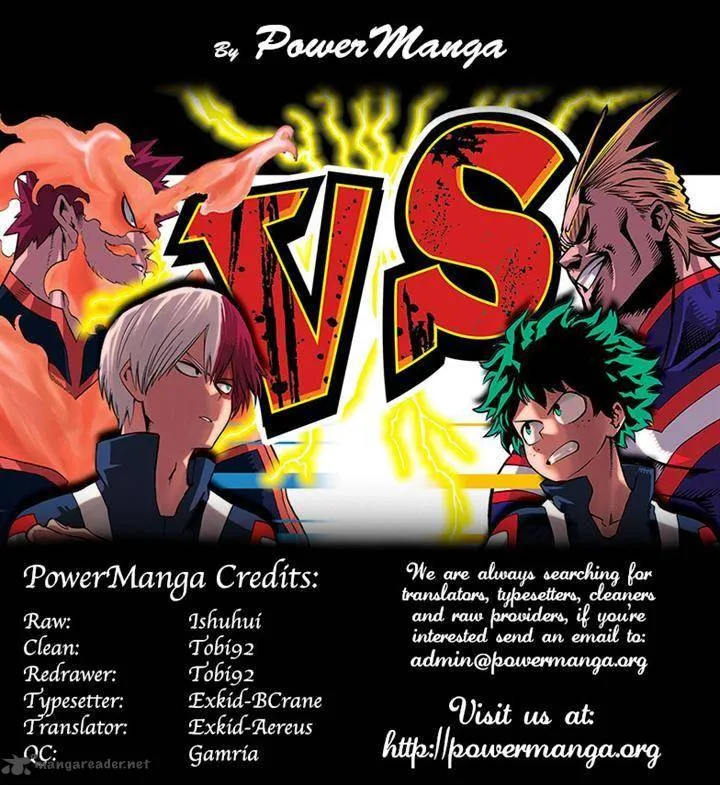 By PowerManga
VS
PowerManga Credits:
Raw: Ishuhui
Clean: Tobi92
Redrawer: Tobi92
Typesetter: Exkid-BCrane
Translator: Exkid-Aereus
QC: Gamria
We are always searching for
translators, typesetters, cleaners
and raw providers, if you're
interested send an email to:
admin@powermanga.org
Visit us at:
http://powermanga.org
mangareader.net